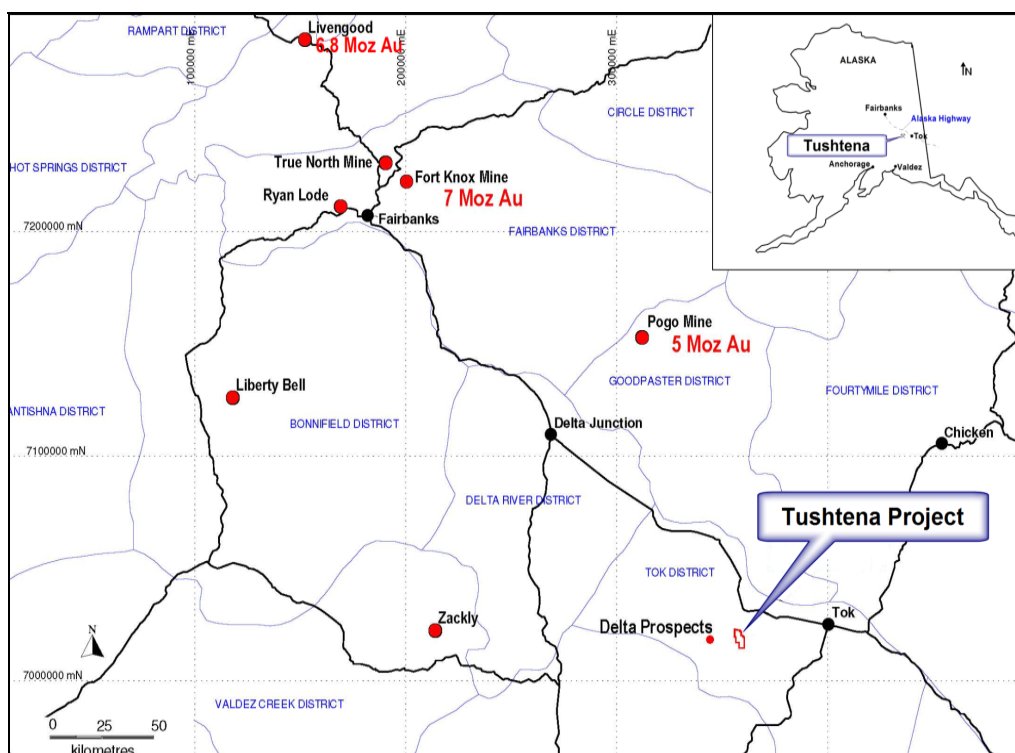 RAMPART DISTRICT
Livengood
6.8 Moz Au
100000 mE
200000 mE
300000 mE
CIRCLE DISTRICT
ALASKA
N
Fairbanks
Alaska Highway
Tok
Tushtena
Anchorage
Valdez
HOT SPRINGS DISTRICT
True North Mine
Fort Knox Mine
7 Moz Au
Ryan Lode
Fairbanks
FAIRBANKS DISTRICT
7200000 mN
Pogo Mine
5 Moz Au
GOODPASTER DISTRICT
FOURTYMILE DISTRICT
Liberty Bell
ANTISHNA DISTRICT
BONNIFIELD DISTRICT
Delta Junction
Chicken
7100000 mN
DELTA RIVER DISTRICT
Tushtena Project
TOK DISTRICT
Zackly
Delta Prospects
Tok
N
7000000 mN
VALDEZ CREEK DISTRICT
0 25 50
kilometres